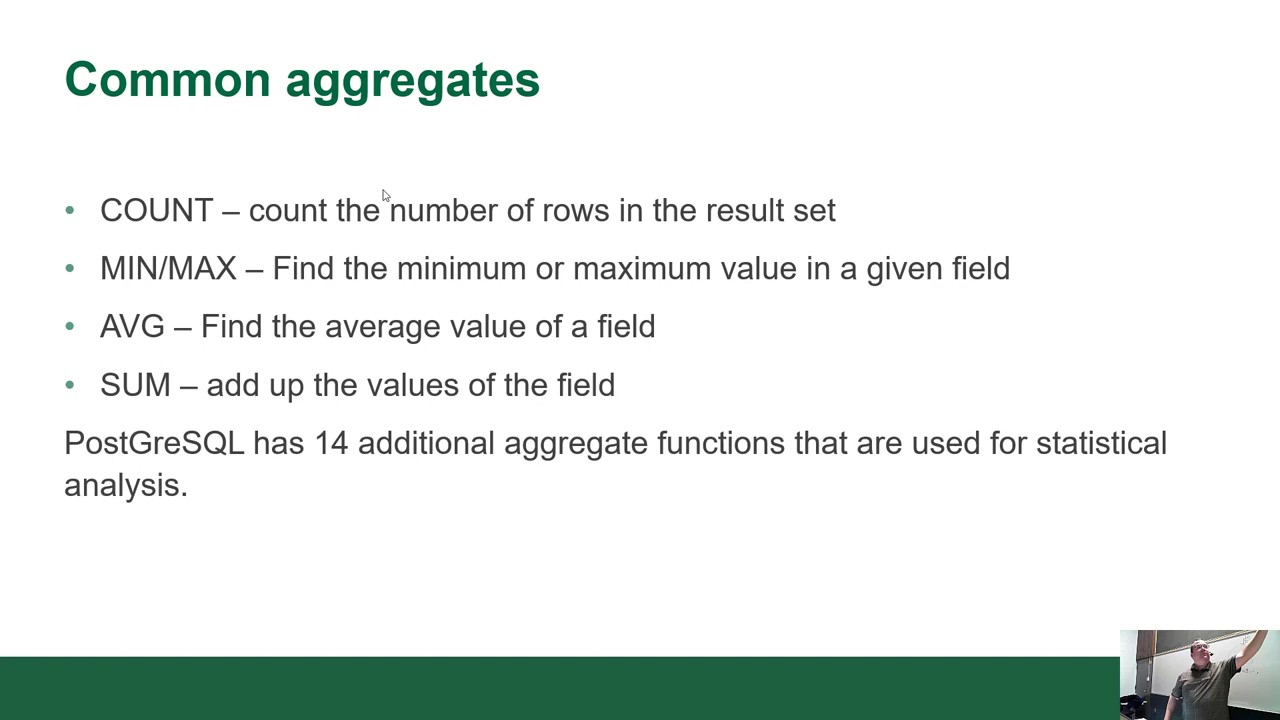 Common aggregates
• COUNT – count the number of rows in the result set
• MIN/MAX – Find the minimum or maximum value in a given field
• AVG – Find the average value of a field
• SUM – add up the values of the field
PostGreSQL has 14 additional aggregate functions that are used for statistical
analysis.